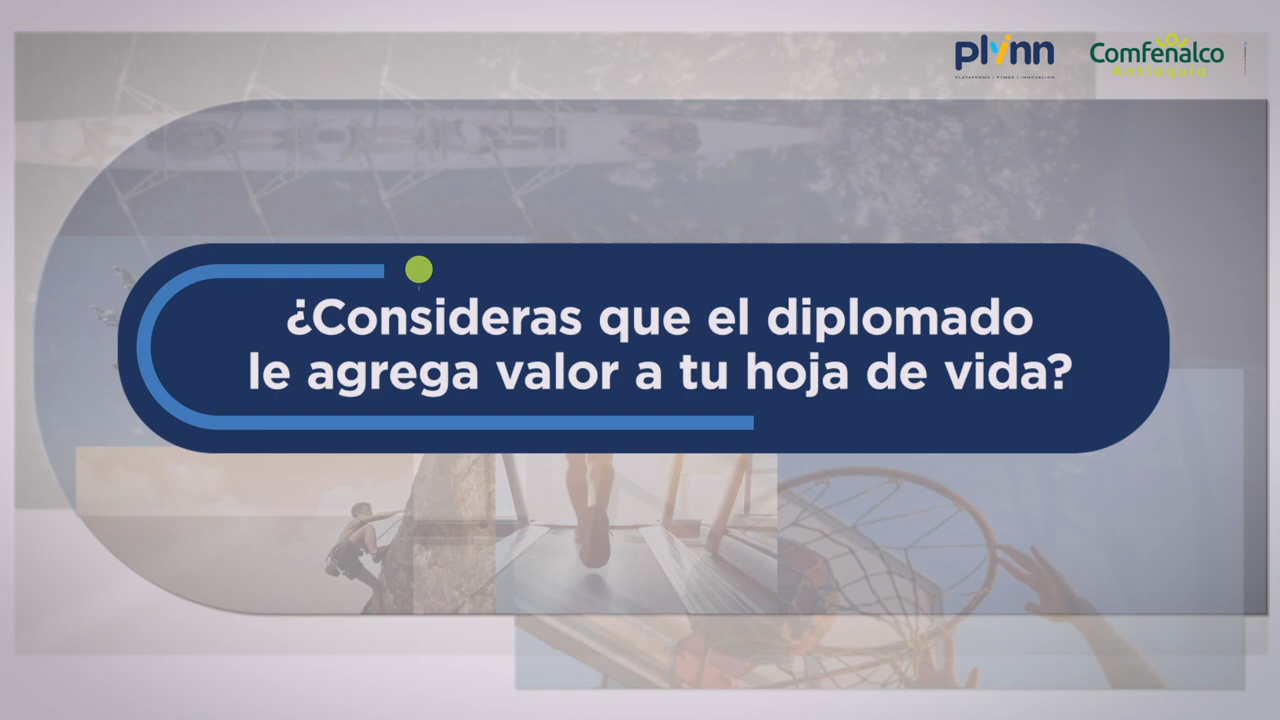 plynn
PLATAFORMA / PYMES / INNOVACIÓN
Comfenalco
Antioquia
¿Consideras que el diplomado
le agrega valor a tu hoja de vida?